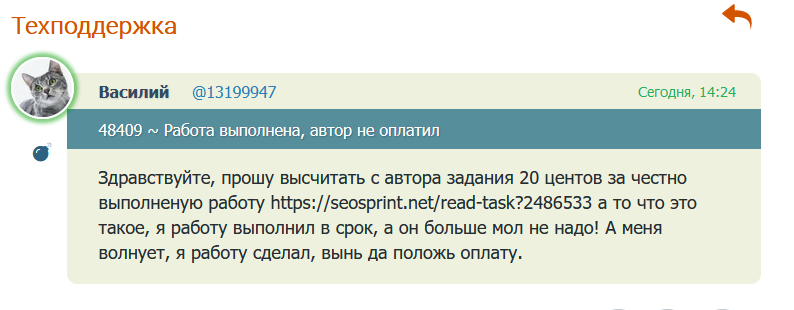 Техподдержка
Василий @13199947 Сегодня, 14:24
48409 ~ Работа выполнена, автор не оплатил
Здравствуйте, прошу высчитать с автора задания 20 центов за честно
выполненую работу https://seosprint.net/read-task?2486533 а то что это
такое, я работу выполнил в срок, а он больше мол не надо! А меня
волнует, я работу сделал, вынь да положь оплату.